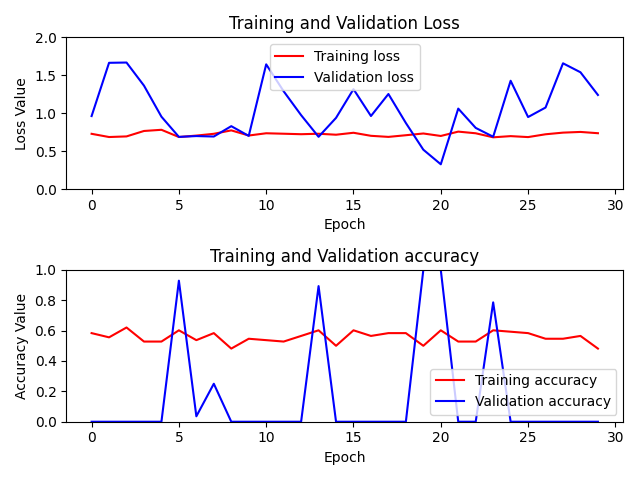 Training and Validation Loss
2.0
1.5
1.0
0.5
0.0
Loss Value
Training loss
Validation loss
0 5 10 15 20 25 30
Epoch
Training and Validation accuracy
1.0
0.8
0.6
0.4
0.2
0.0
Accuracy Value
Training accuracy
Validation accuracy
0 5 10 15 20 25 30
Epoch